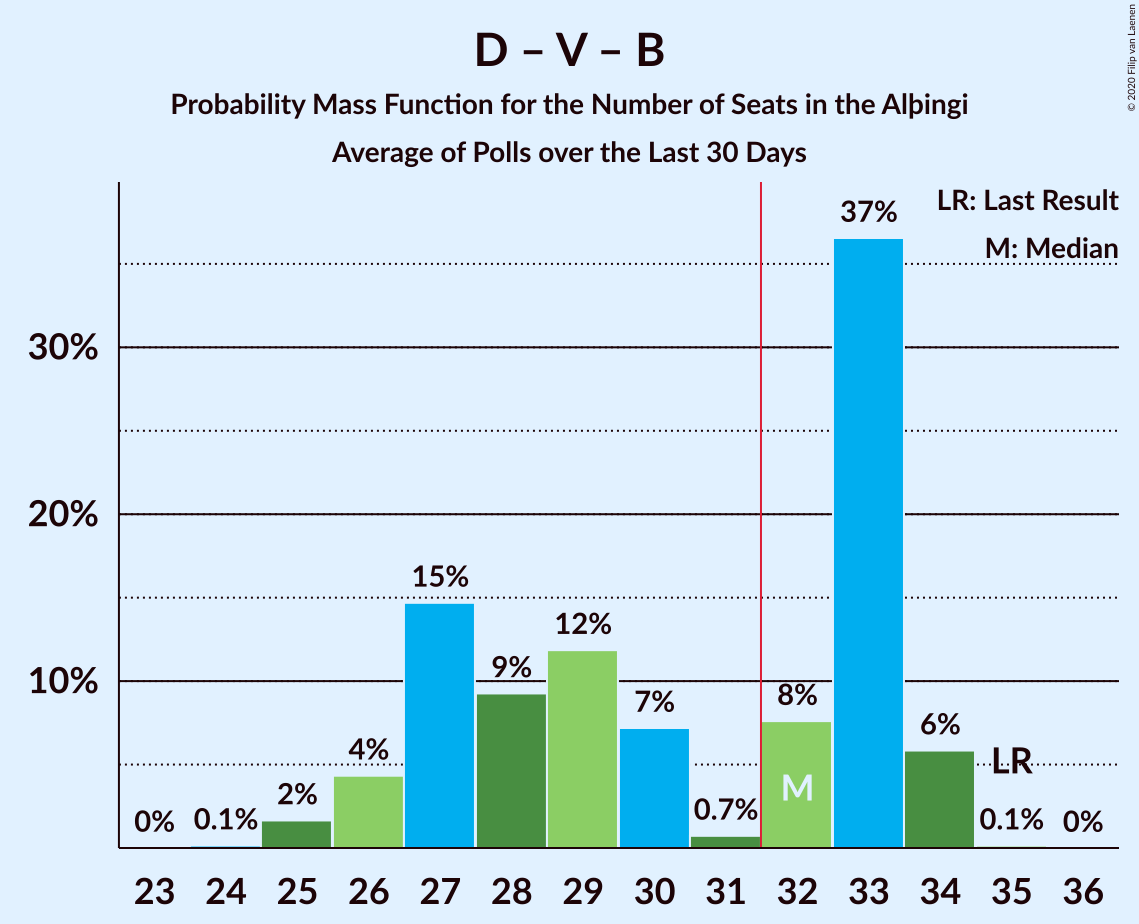 D – V – B
Probability Mass Function for the Number of Seats in the Alþingi
Average of Polls over the Last 30 Days
© 2020 Filip van Laenen
LR: Last Result
M: Median
37%
30%
20%
15%
12%
10%
9%
8%
7%
6%
4%
LR
M
2%
0%
0.1%
0.7%
0.1%
0%
23 24 25 26 27 28 29 30 31 32 33 34 35 36